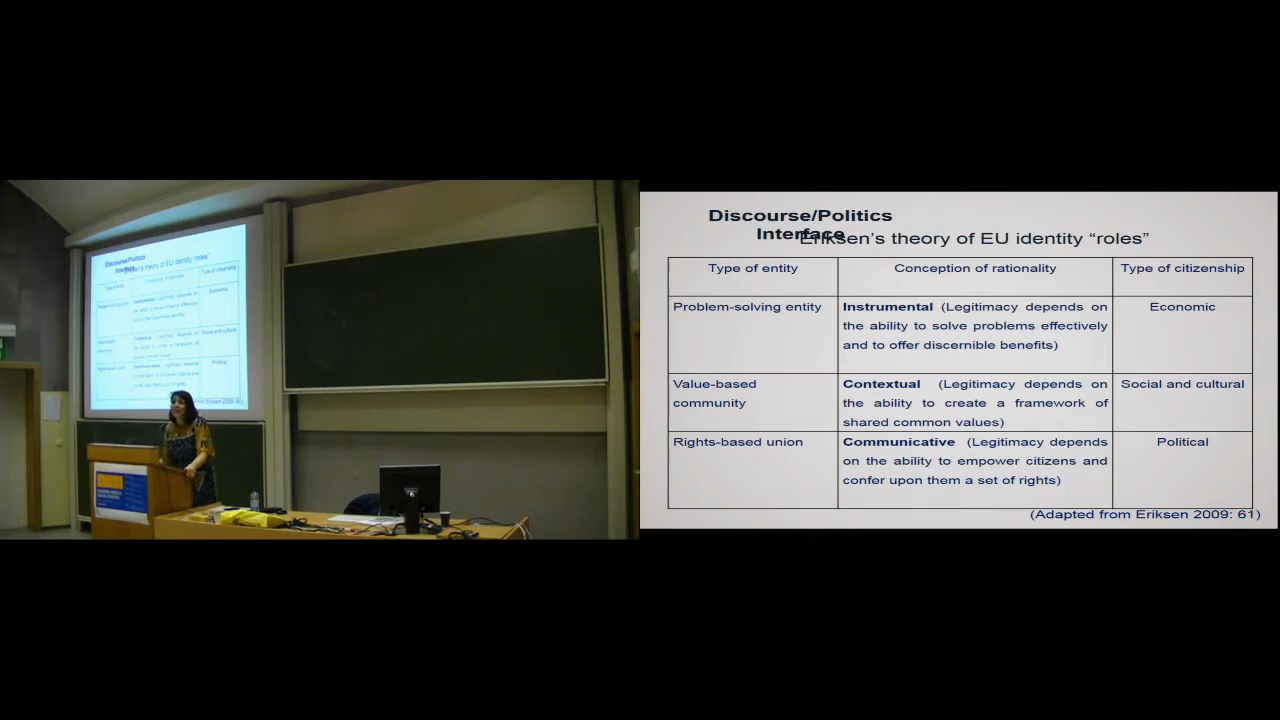 Discourse/Politics
Interface
Eriksen's theory of EU identity “roles”
Type of entity
Conception of rationality
Type of citizenship
Problem-solving entity
Instrumental (Legitimacy depends on
the ability to solve problems effectively
and to offer discernible benefits)
Economic
Value-based
community
Contextual (Legitimacy depends on
the ability to create a framework of
shared common values)
Social and cultural
Rights-based union
Communicative (Legitimacy depends
on the ability to empower citizens and
confer upon them a set of rights)
Political
(Adapted from Eriksen 2009: 61)